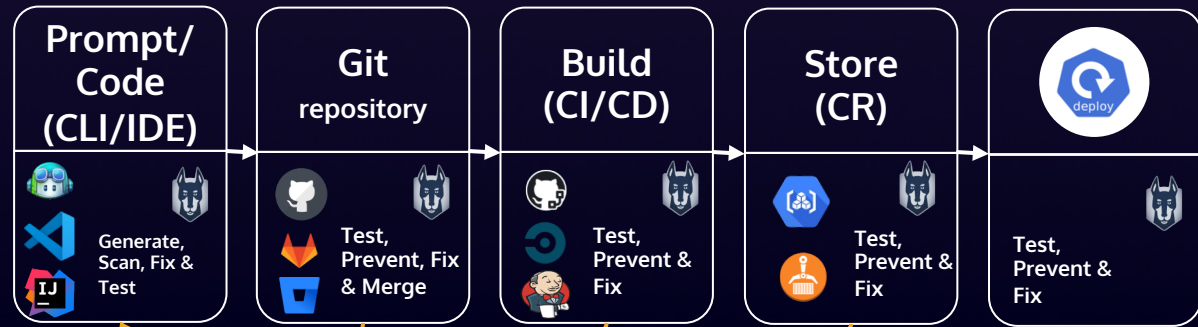 Prompt/
Code
(CLI/IDE)
Generate,
Scan, Fix &
Test
IJ
Git
repository
Test,
Prevent, Fix
& Merge
Build
(CI/CD)
Test,
Prevent &
Fix
Store
(CR)
Test,
Prevent &
Fix
deploy
Test,
Prevent &
Fix